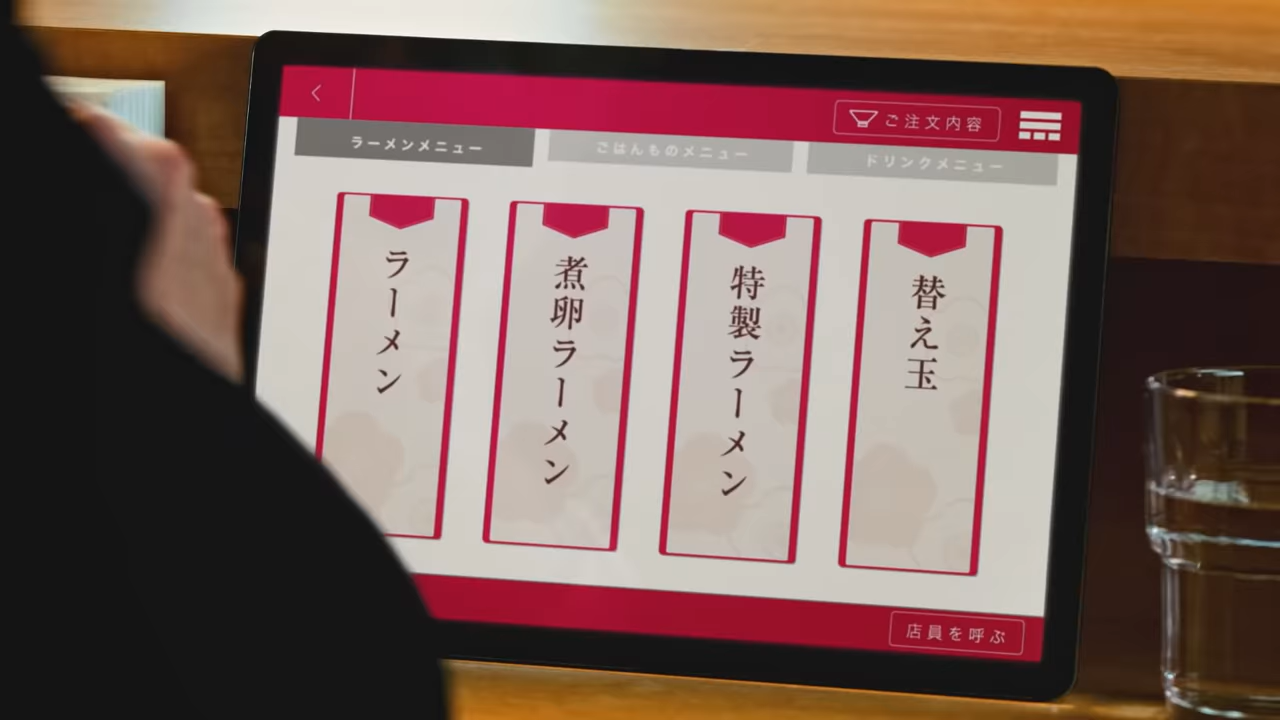 ご注文内容
ラーメンメニュー
ごはんものメニュー
ドリンクメニュー
ラーメン
煮卵ラーメン
特製ラーメン
替え玉
店員を呼ぶ